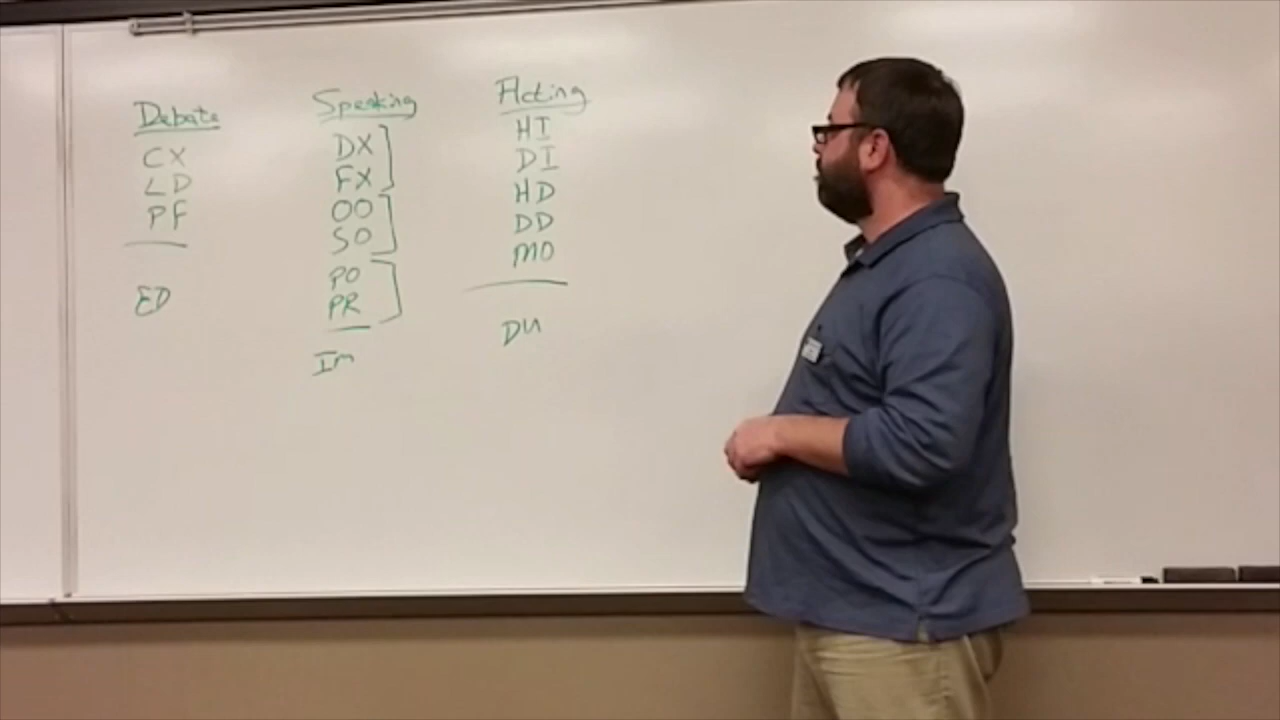 Debate
CX
LD
PF
ED
Speaking
DX
FX
OO
SO
PO
PR
Im
Acting
HI
DI
HD
DD
MO
DU